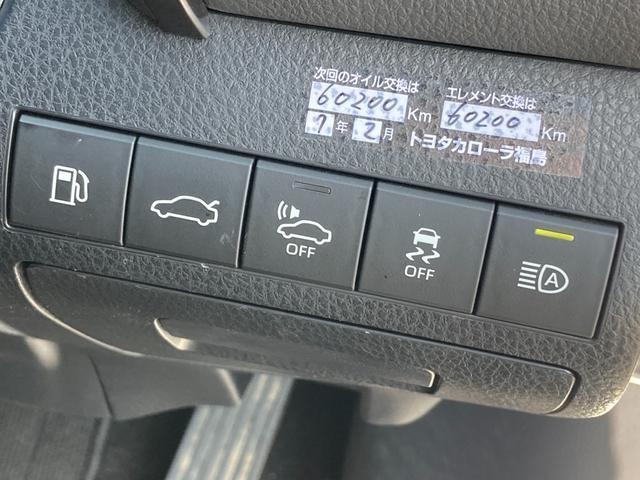 次回のオイル交換は エレメント交換は
60200 Km 60200 Km
7年 2月 トヨタカローラ福島
OFF OFF A